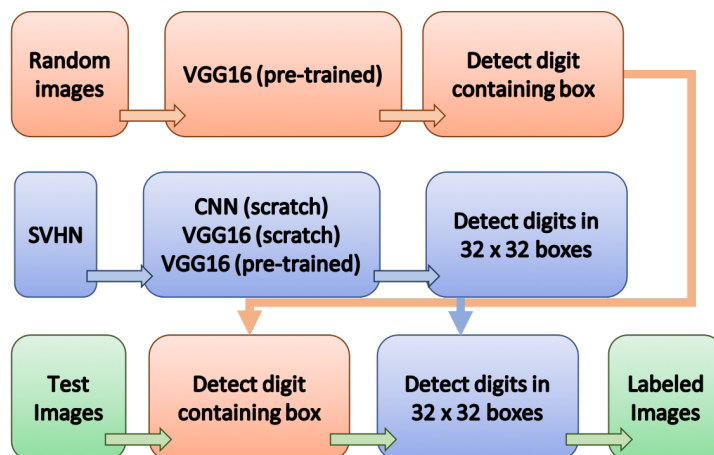 Random
images
VGG16 (pre-trained)
Detect digit
containing box
SVHN
CNN (scratch)
VGG16 (scratch)
VGG16 (pre-trained)
Detect digits in
32 x 32 boxes
Test
Images
Detect digit
containing box
Detect digits in
32 x 32 boxes
Labeled
Images